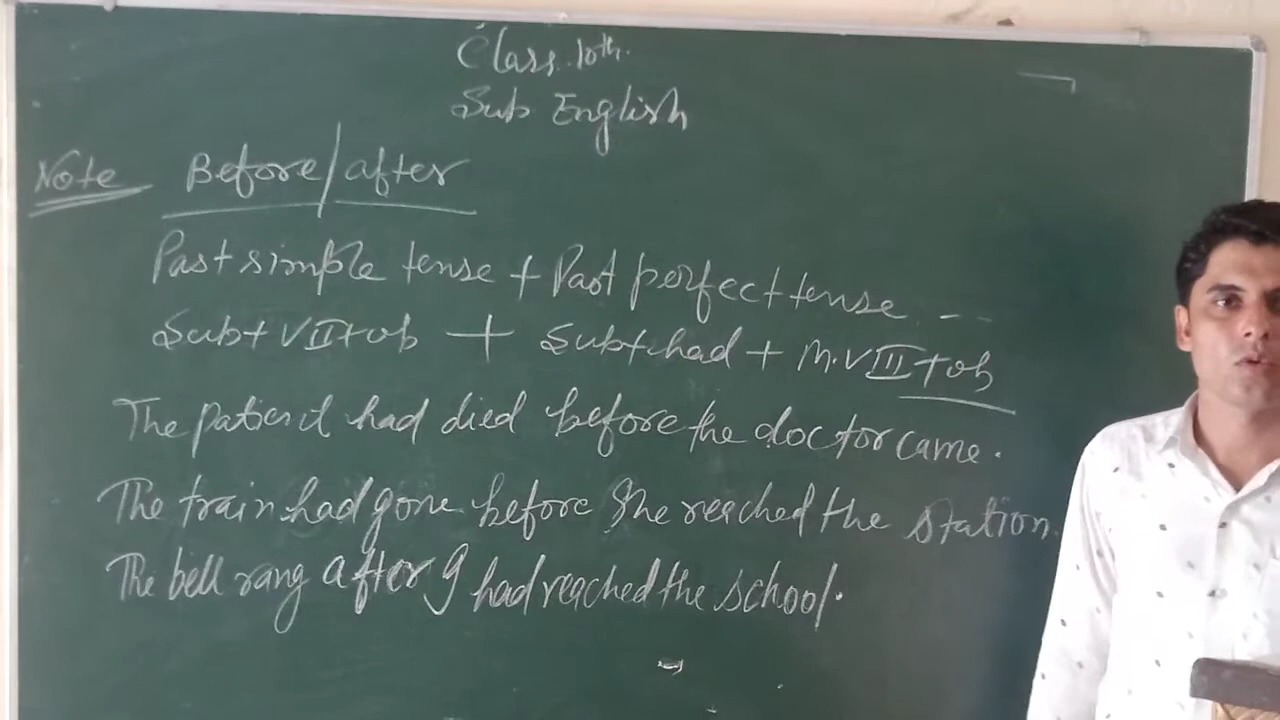 Class. 10th.
Sub English
Note Before/after
Past simple tense + Past perfect tense ---
Sub + V II + ob + Sub + had + M.V III + ob
The patient had died before the doctor came.
The train had gone before she reached the station.
The bell rang after I had reached the school.